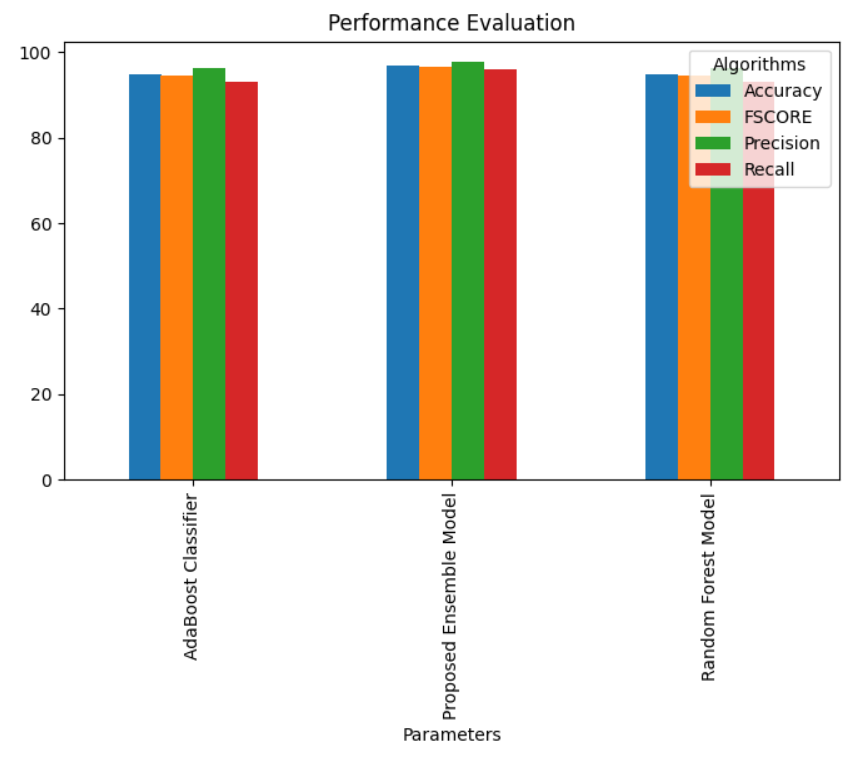 Performance Evaluation
100
80
60
40
20
0
Algorithms
Accuracy
FSCORE
Precision
Recall
AdaBoost Classifier
Proposed Ensemble Model
Random Forest Model
Parameters